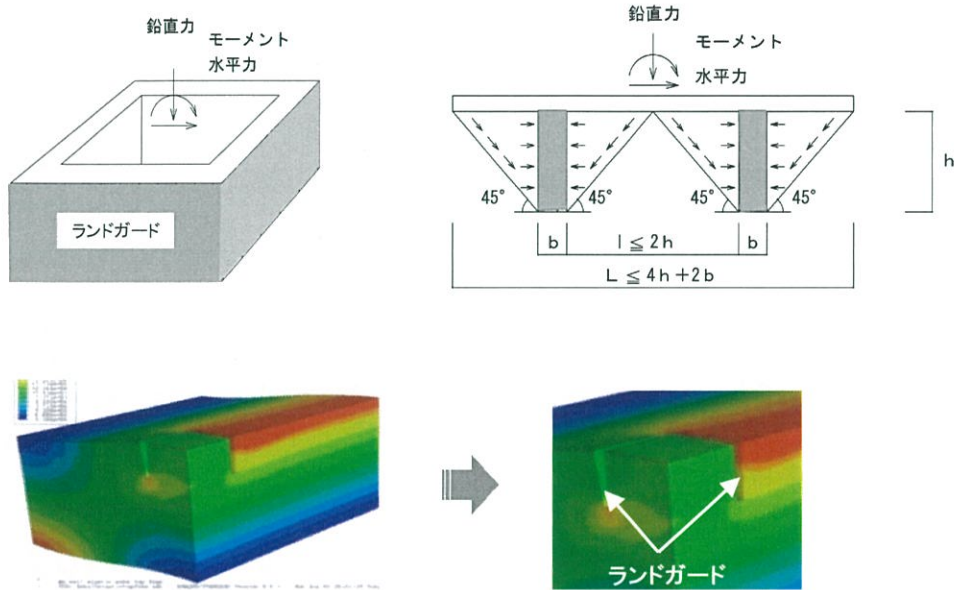 鉛直力
モーメント
水平力
ランドガード
鉛直力
モーメント
水平力
h
45°
45°
45°
45°
b
l ≦ 2h
b
L ≦ 4h + 2b
ランドガード